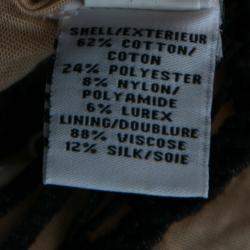 SHELL/EXTERIEUR
62% COTTON/
COTON
24% POLYESTER
8% NYLON/
POLYAMIDE
6% LUREX
LINING/DOUBLURE
88% VISCOSE
12% SILK/SOIE